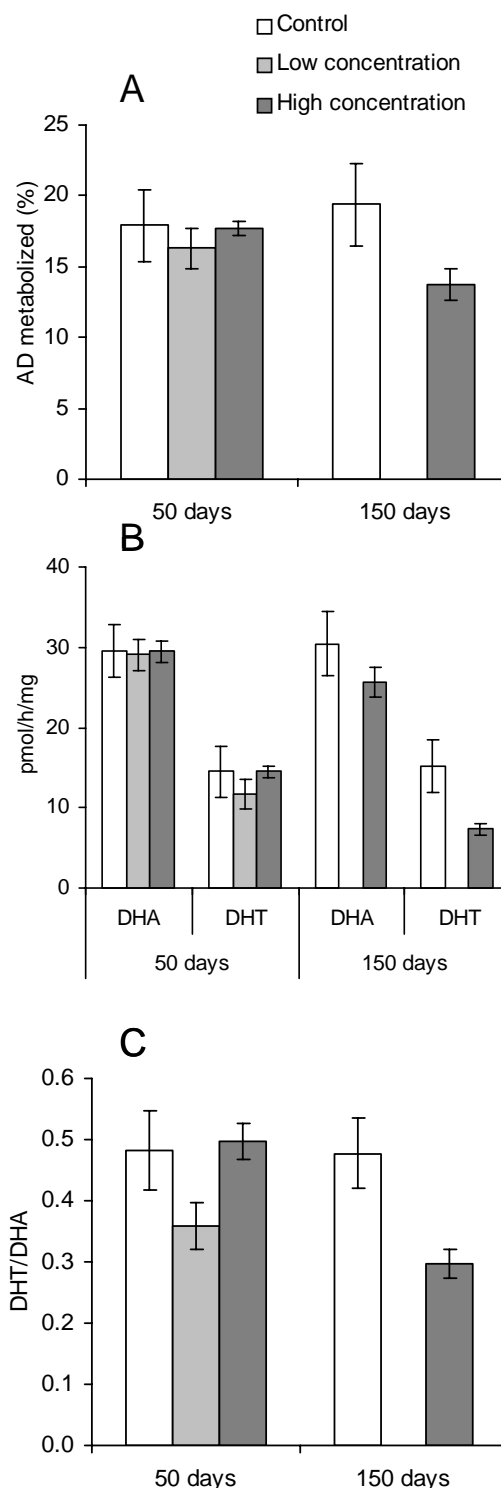 Control
Low concentration
High concentration
A
25
20
15
10
5
0
AD metabolized (%)
50 days 150 days
B
40
30
20
10
0
pmol/h/mg
DHA DHT DHA DHT
50 days 150 days
C
0.6
0.5
0.4
0.3
0.2
0.1
0.0
DHT/DHA
50 days 150 days